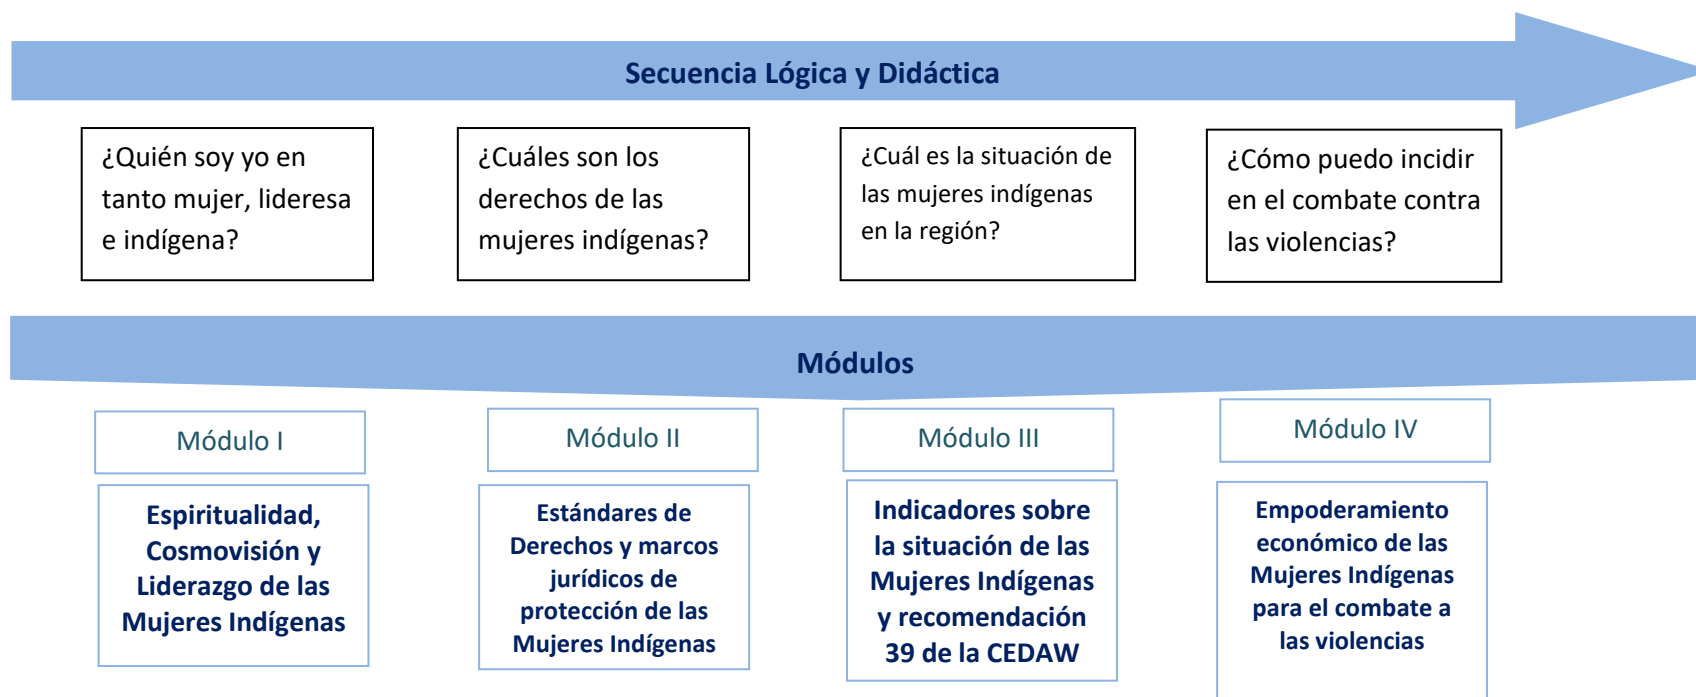 Secuencia Lógica y Didáctica
¿Quién soy yo en
tanto mujer, lideresa
e indígena?
¿Cuáles son los
derechos de las
mujeres indígenas?
¿Cuál es la situación de
las mujeres indígenas
en la región?
¿Cómo puedo incidir
en el combate contra
las violencias?
Módulos
Módulo I
Espiritualidad,
Cosmovisión y
Liderazgo de las
Mujeres Indígenas
Módulo II
Estándares de
Derechos y marcos
jurídicos de
protección de las
Mujeres Indígenas
Módulo III
Indicadores sobre
la situación de las
Mujeres Indígenas
y recomendación
39 de la CEDAW
Módulo IV
Empoderamiento
económico de las
Mujeres Indígenas
para el combate a
las violencias